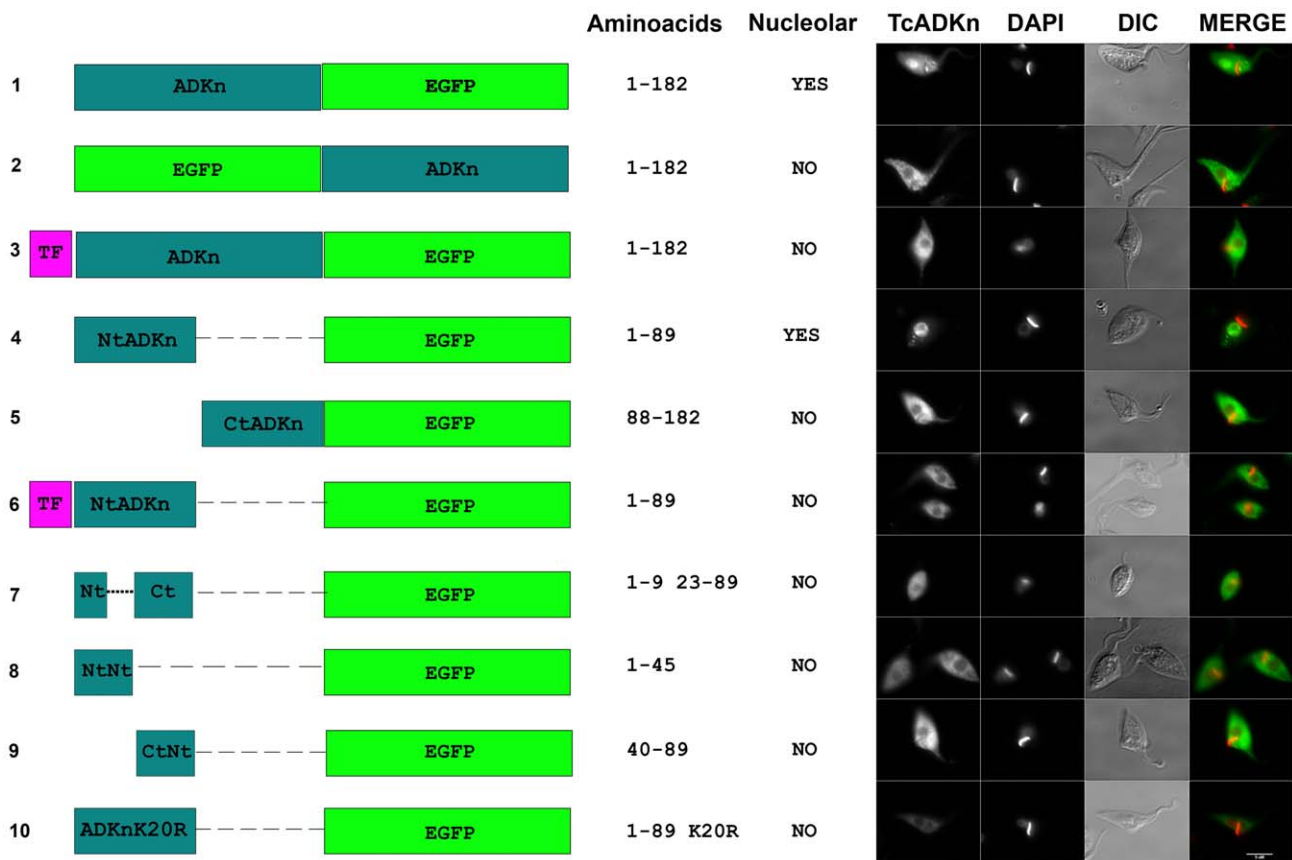 Aminoacids Nucleolar TcADKn DAPI DIC MERGE
1 ADKn EGFP 1-182 YES
2 EGFP ADKn 1-182 NO
3 TF ADKn EGFP 1-182 NO
4 NtADKn EGFP 1-89 YES
5 CtADKn EGFP 88-182 NO
6 TF NtADKn EGFP 1-89 NO
7 Nt Ct EGFP 1-9 23-89 NO
8 NtNt EGFP 1-45 NO
9 CtNt EGFP 40-89 NO
10 ADKnK20R EGFP 1-89 K20R NO